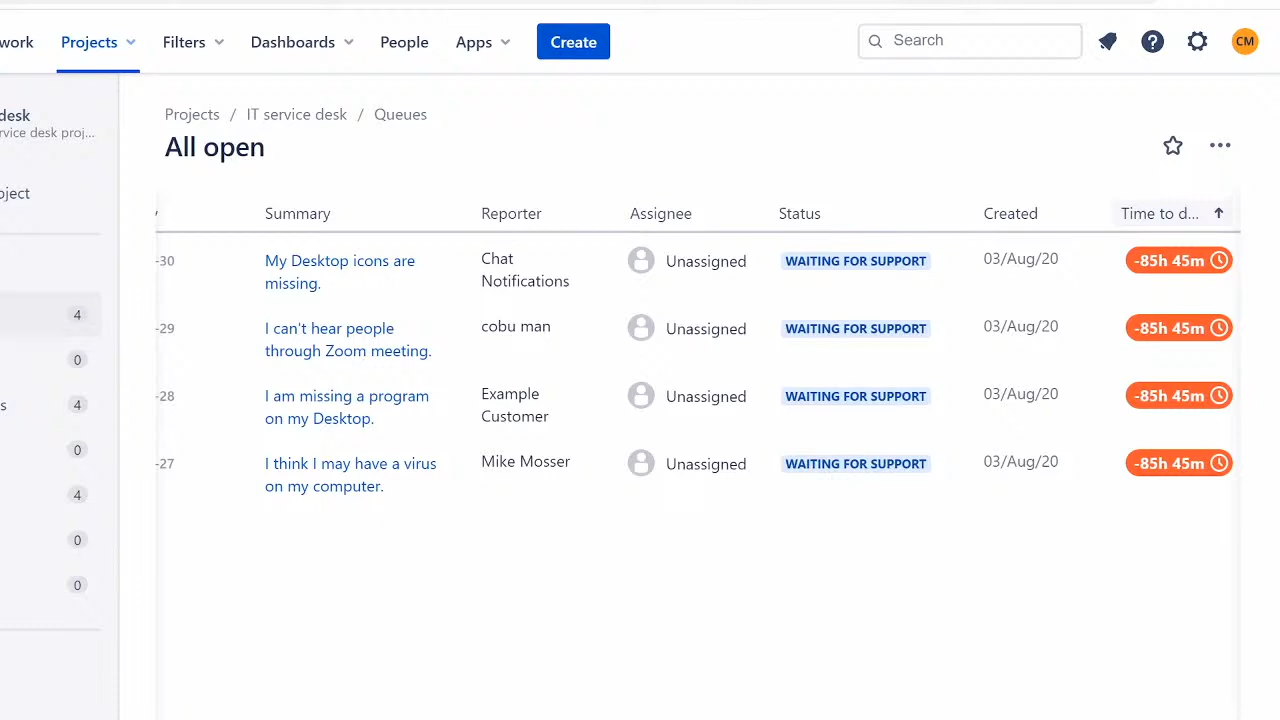 work Projects Filters Dashboards People Apps Create Search CM
desk
rvice desk proj...
oject
4
0
s 4
0
4
0
0
Projects / IT service desk / Queues
All open
Summary Reporter Assignee Status Created Time to d...
-30 My Desktop icons are missing. Chat Notifications Unassigned WAITING FOR SUPPORT 03/Aug/20 -85h 45m
-29 I can't hear people through Zoom meeting. cobu man Unassigned WAITING FOR SUPPORT 03/Aug/20 -85h 45m
-28 I am missing a program on my Desktop. Example Customer Unassigned WAITING FOR SUPPORT 03/Aug/20 -85h 45m
-27 I think I may have a virus on my computer. Mike Mosser Unassigned WAITING FOR SUPPORT 03/Aug/20 -85h 45m